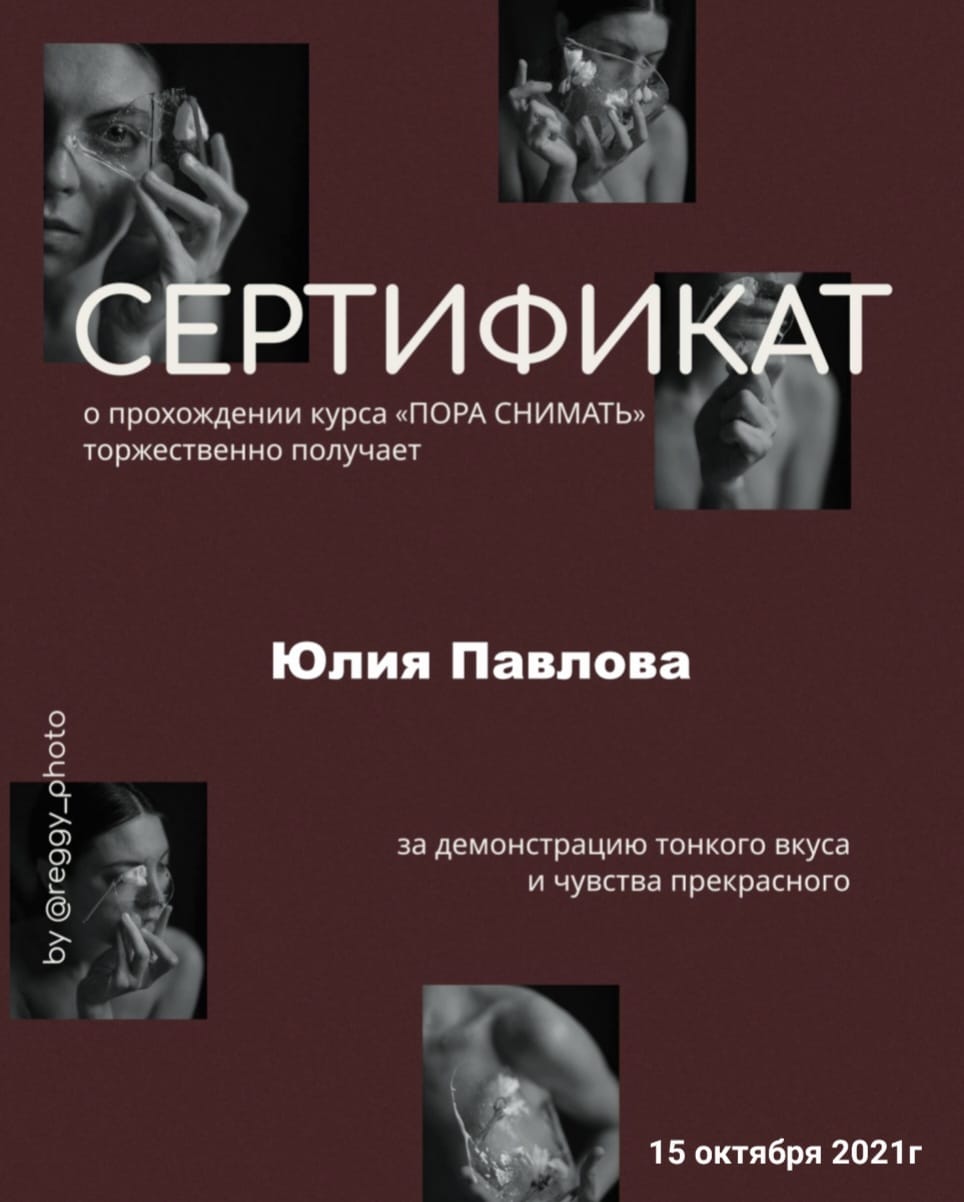 СЕРТИФИКАТ
о прохождении курса «ПОРА СНИМАТЬ»
торжественно получает
Юлия Павлова
by @reggy_photo
за демонстрацию тонкого вкуса
и чувства прекрасного
15 октября 2021г